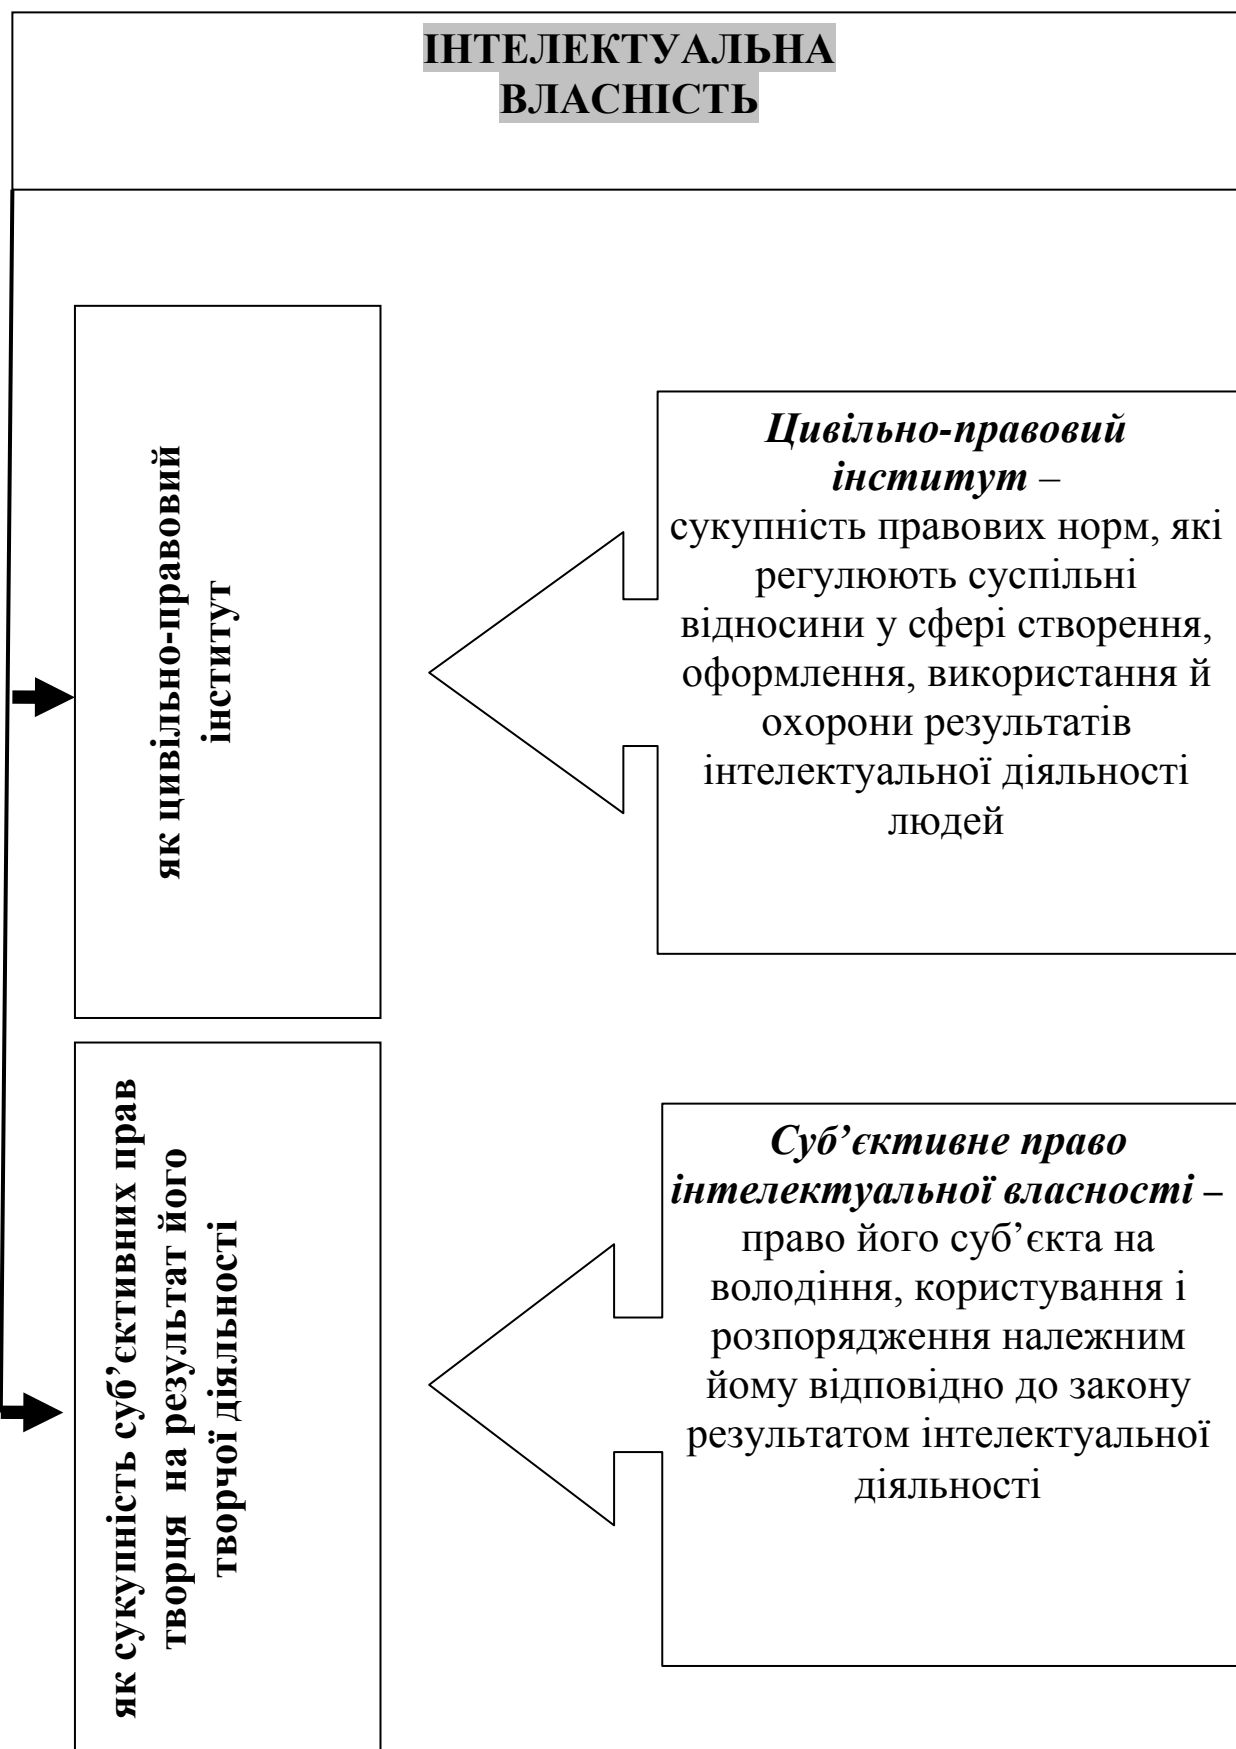 ІНТЕЛЕКТУАЛЬНА
ВЛАСНІСТЬ
як цивільно-правовий
інститут
Цивільно-правовий
інститут –
сукупність правових норм, які
регулюють суспільні
відносини у сфері створення,
оформлення, використання й
охорони результатів
інтелектуальної діяльності
людей
як сукупність суб’єктивних прав
творця на результат його
творчої діяльності
Суб’єктивне право
інтелектуальної власності –
право його суб’єкта на
володіння, користування і
розпорядження належним
йому відповідно до закону
результатом інтелектуальної
діяльності